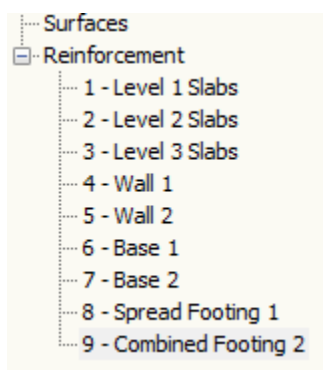 Surfaces
Reinforcement
1 - Level 1 Slabs
2 - Level 2 Slabs
3 - Level 3 Slabs
4 - Wall 1
5 - Wall 2
6 - Base 1
7 - Base 2
8 - Spread Footing 1
9 - Combined Footing 2